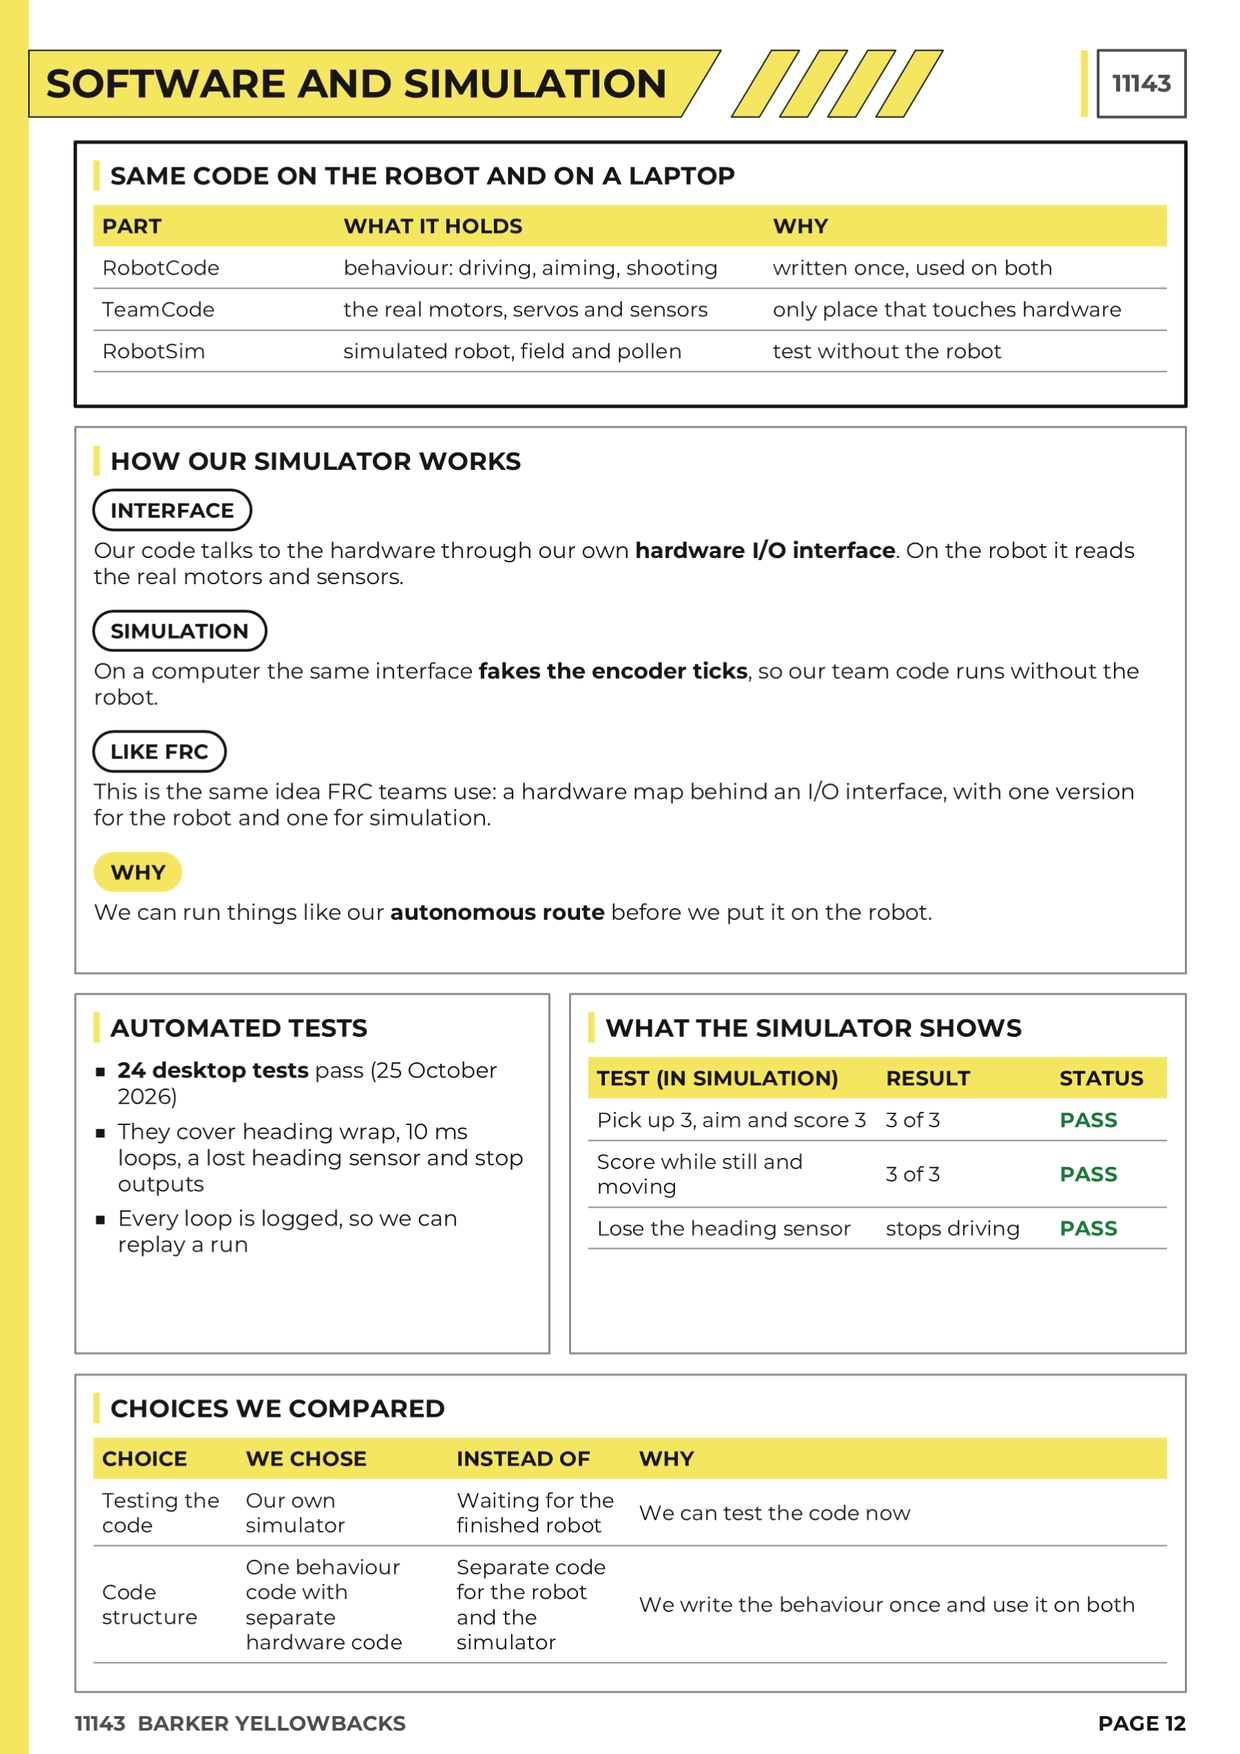 SOFTWARE AND SIMULATION
11143
SAME CODE ON THE ROBOT AND ON A LAPTOP
PART WHAT IT HOLDS WHY
RobotCode behaviour: driving, aiming, shooting written once, used on both
TeamCode the real motors, servos and sensors only place that touches hardware
RobotSim simulated robot, field and pollen test without the robot
HOW OUR SIMULATOR WORKS
INTERFACE
Our code talks to the hardware through our own hardware I/O interface. On the robot it reads
the real motors and sensors.
SIMULATION
On a computer the same interface fakes the encoder ticks, so our team code runs without the
robot.
LIKE FRC
This is the same idea FRC teams use: a hardware map behind an I/O interface, with one version
for the robot and one for simulation.
WHY
We can run things like our autonomous route before we put it on the robot.
AUTOMATED TESTS
▪ 24 desktop tests pass (25 October
2026)
▪ They cover heading wrap, 10 ms
loops, a lost heading sensor and stop
outputs
▪ Every loop is logged, so we can
replay a run
WHAT THE SIMULATOR SHOWS
TEST (IN SIMULATION) RESULT STATUS
Pick up 3, aim and score 3 3 of 3 PASS
Score while still and
moving 3 of 3 PASS
Lose the heading sensor stops driving PASS
CHOICES WE COMPARED
CHOICE WE CHOSE INSTEAD OF WHY
Testing the
code
Our own
simulator
Waiting for the
finished robot
We can test the code now
Code
structure
One behaviour
code with
separate
hardware code
Separate code
for the robot
and the
simulator
We write the behaviour once and use it on both
11143 BARKER YELLOWBACKS
PAGE 12